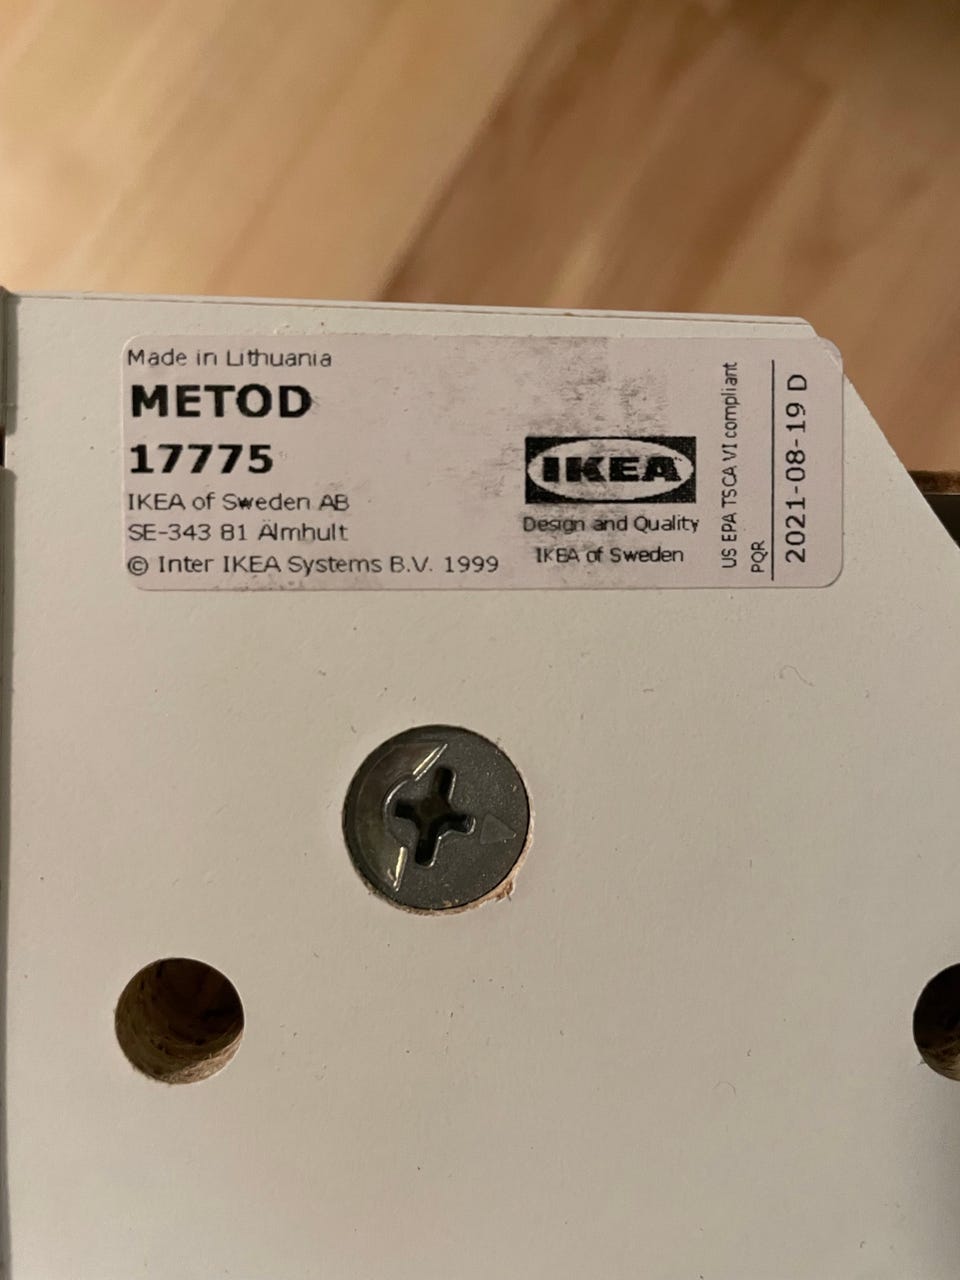 Made in Lithuania
METOD
17775
IKEA of Sweden AB
SE-343 81 Älmhult
© Inter IKEA Systems B.V. 1999
IKEA
Design and Quality
IKEA of Sweden
US EPA TSCA VI compliant
PQR
2021-08-19 D